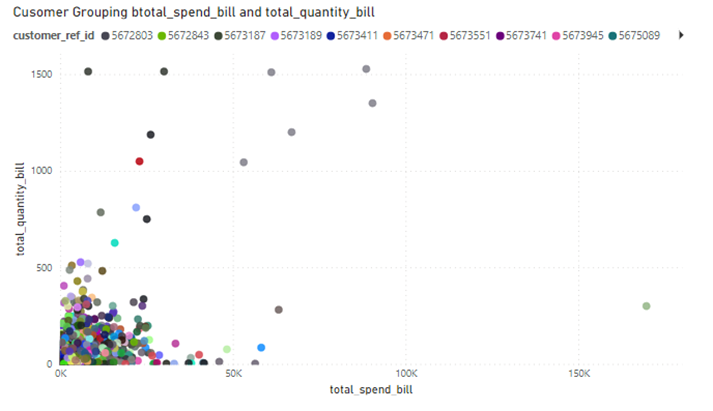 Cusomer Grouping btotal_spend_bill and total_quantity_bill
customer_ref_id 5672803 5672843 5673187 5673189 5673411 5673471 5673551 5673741 5673945 5675089
1500
1000
500
0
total_quantity_bill
0K 50K 100K 150K
total_spend_bill